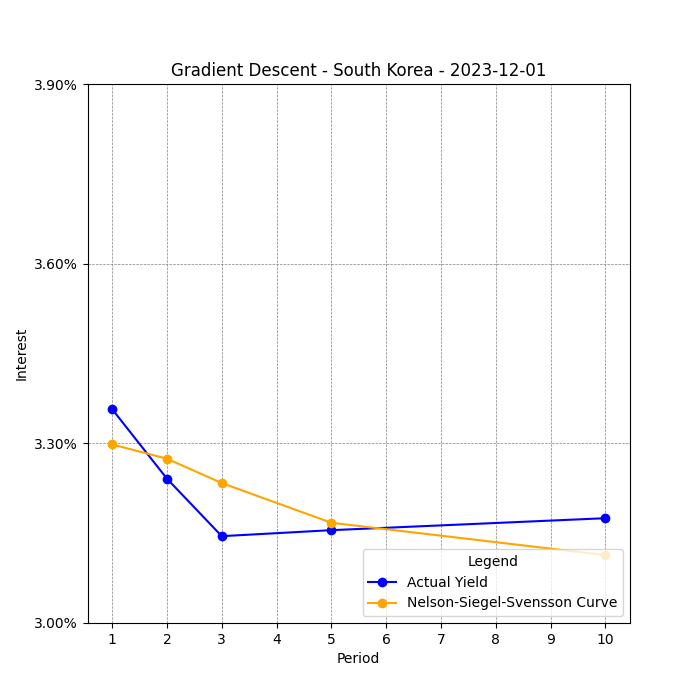 Gradient Descent - South Korea - 2023-12-01
3.90%
3.60%
3.30%
3.00%
Interest
Legend
Actual Yield
Nelson-Siegel-Svensson Curve
1 2 3 4 5 6 7 8 9 10
Period